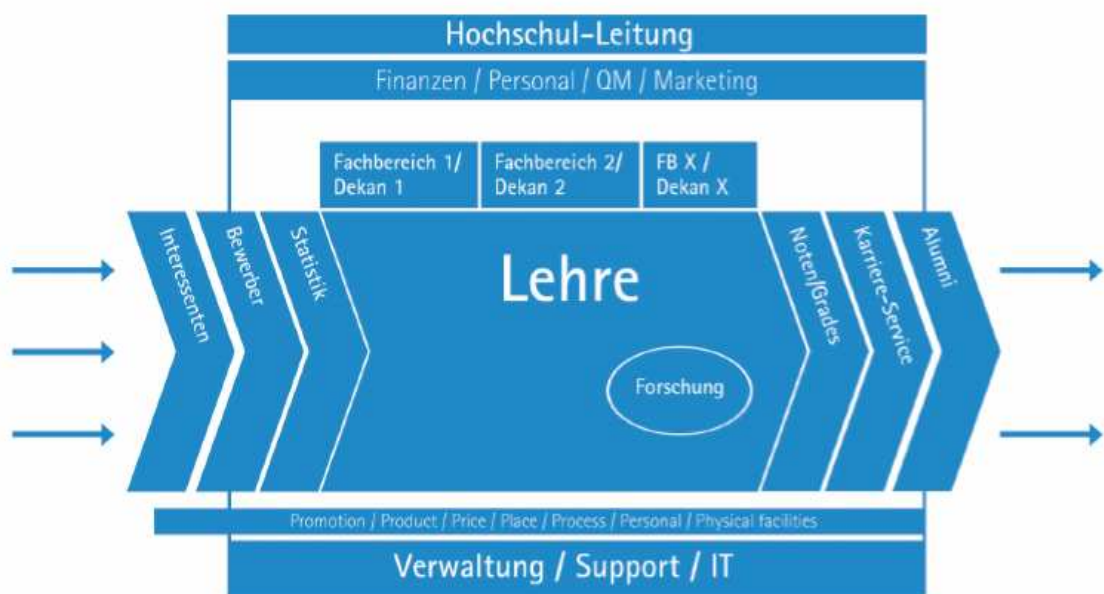 Hochschul-Leitung
Finanzen / Personal / QM / Marketing
Fachbereich 1/
Dekan 1
Fachbereich 2/
Dekan 2
FB X /
Dekan X
Interessenten
Bewerber
Statistik
Lehre
Forschung
Noten/Grades
Karriere-Service
Alumni
Promotion / Product / Price / Place / Process / Personal / Physical facilities
Verwaltung / Support / IT